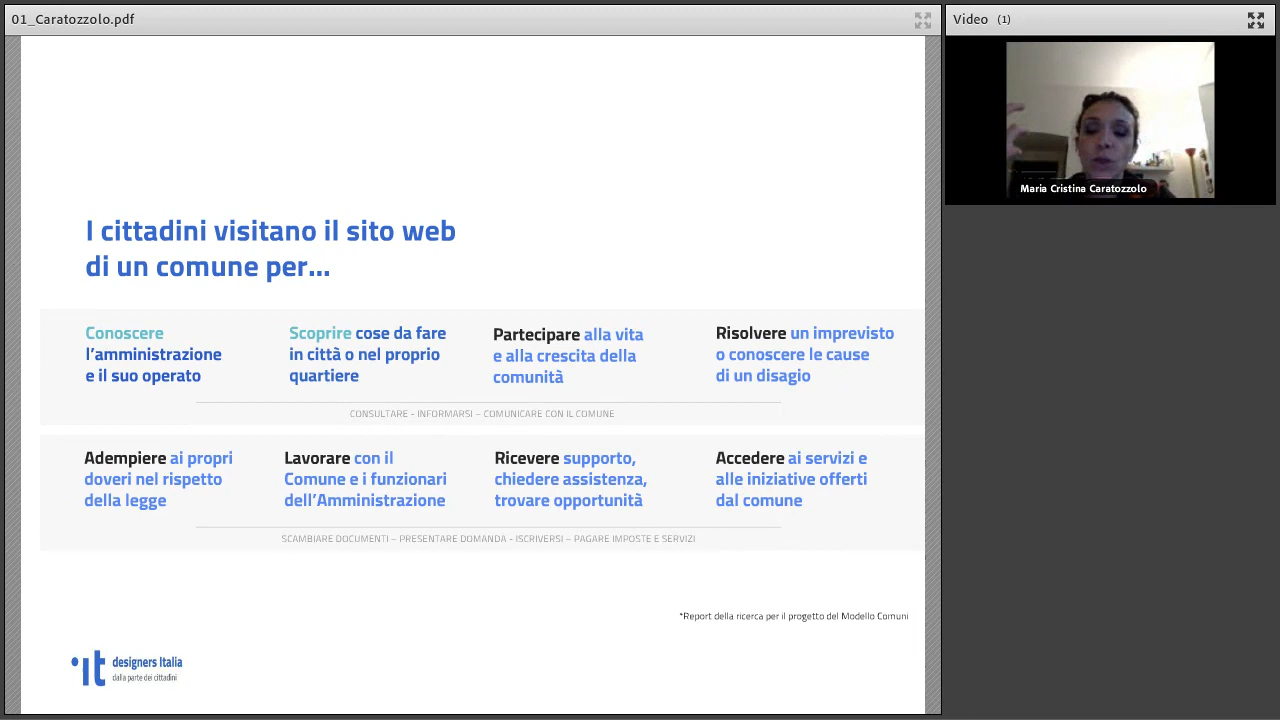 01_Caratozzolo.pdf
Video (1)
Maria Cristina Caratozzolo
I cittadini visitano il sito web
di un comune per...
Conoscere
l'amministrazione
e il suo operato
Scoprire cose da fare
in città o nel proprio
quartiere
Partecipare alla vita
e alla crescita della
comunità
Risolvere un imprevisto
o conoscere le cause
di un disagio
CONSULTARE - INFORMARSI – COMUNICARE CON IL COMUNE
Adempiere ai propri
doveri nel rispetto
della legge
Lavorare con il
Comune e i funzionari
dell'Amministrazione
Ricevere supporto,
chiedere assistenza,
trovare opportunità
Accedere ai servizi e
alle iniziative offerti
dal comune
SCAMBIARE DOCUMENTI – PRESENTARE DOMANDA - ISCRIVERSI – PAGARE IMPOSTE E SERVIZI
*Report della ricerca per il progetto del Modello Comuni
it
designers Italia
dalla parte dei cittadini